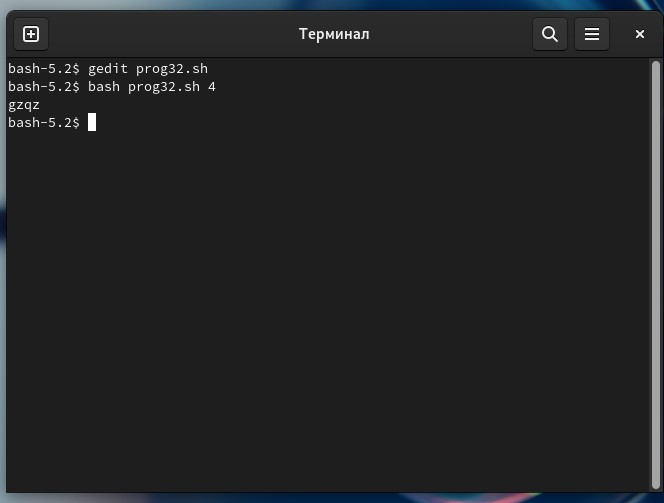 Терминал
bash-5.2$ gedit prog32.sh
bash-5.2$ bash prog32.sh 4
gzqz
bash-5.2$